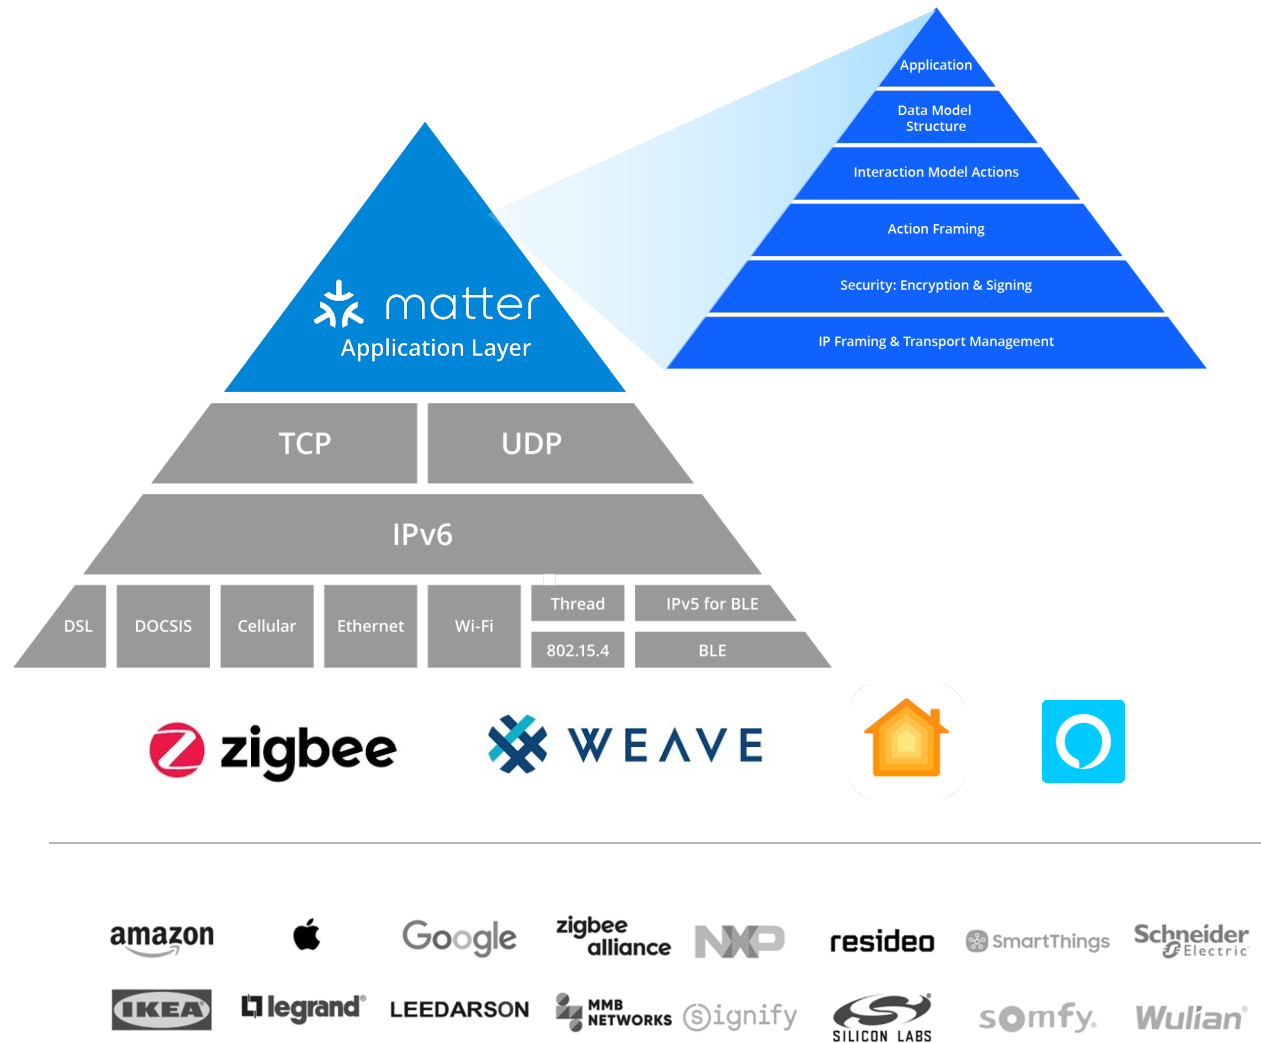 Application
Data Model
Structure
Interaction Model Actions
Action Framing
Security: Encryption & Signing
IP Framing & Transport Management
matter
Application Layer
TCP
UDP
IPv6
DSL
DOCSIS
Cellular
Ethernet
Wi-Fi
Thread
802.15.4
IPv5 for BLE
BLE
zigbee
WEAVE
amazon
Google
zigbee
alliance
NXP
resideo
SmartThings
Schneider
Electric
IKEA
legrand®
LEEDARSON
MMB
NETWORKS
Signify
SILICON LABS
somfy.
Wulian®